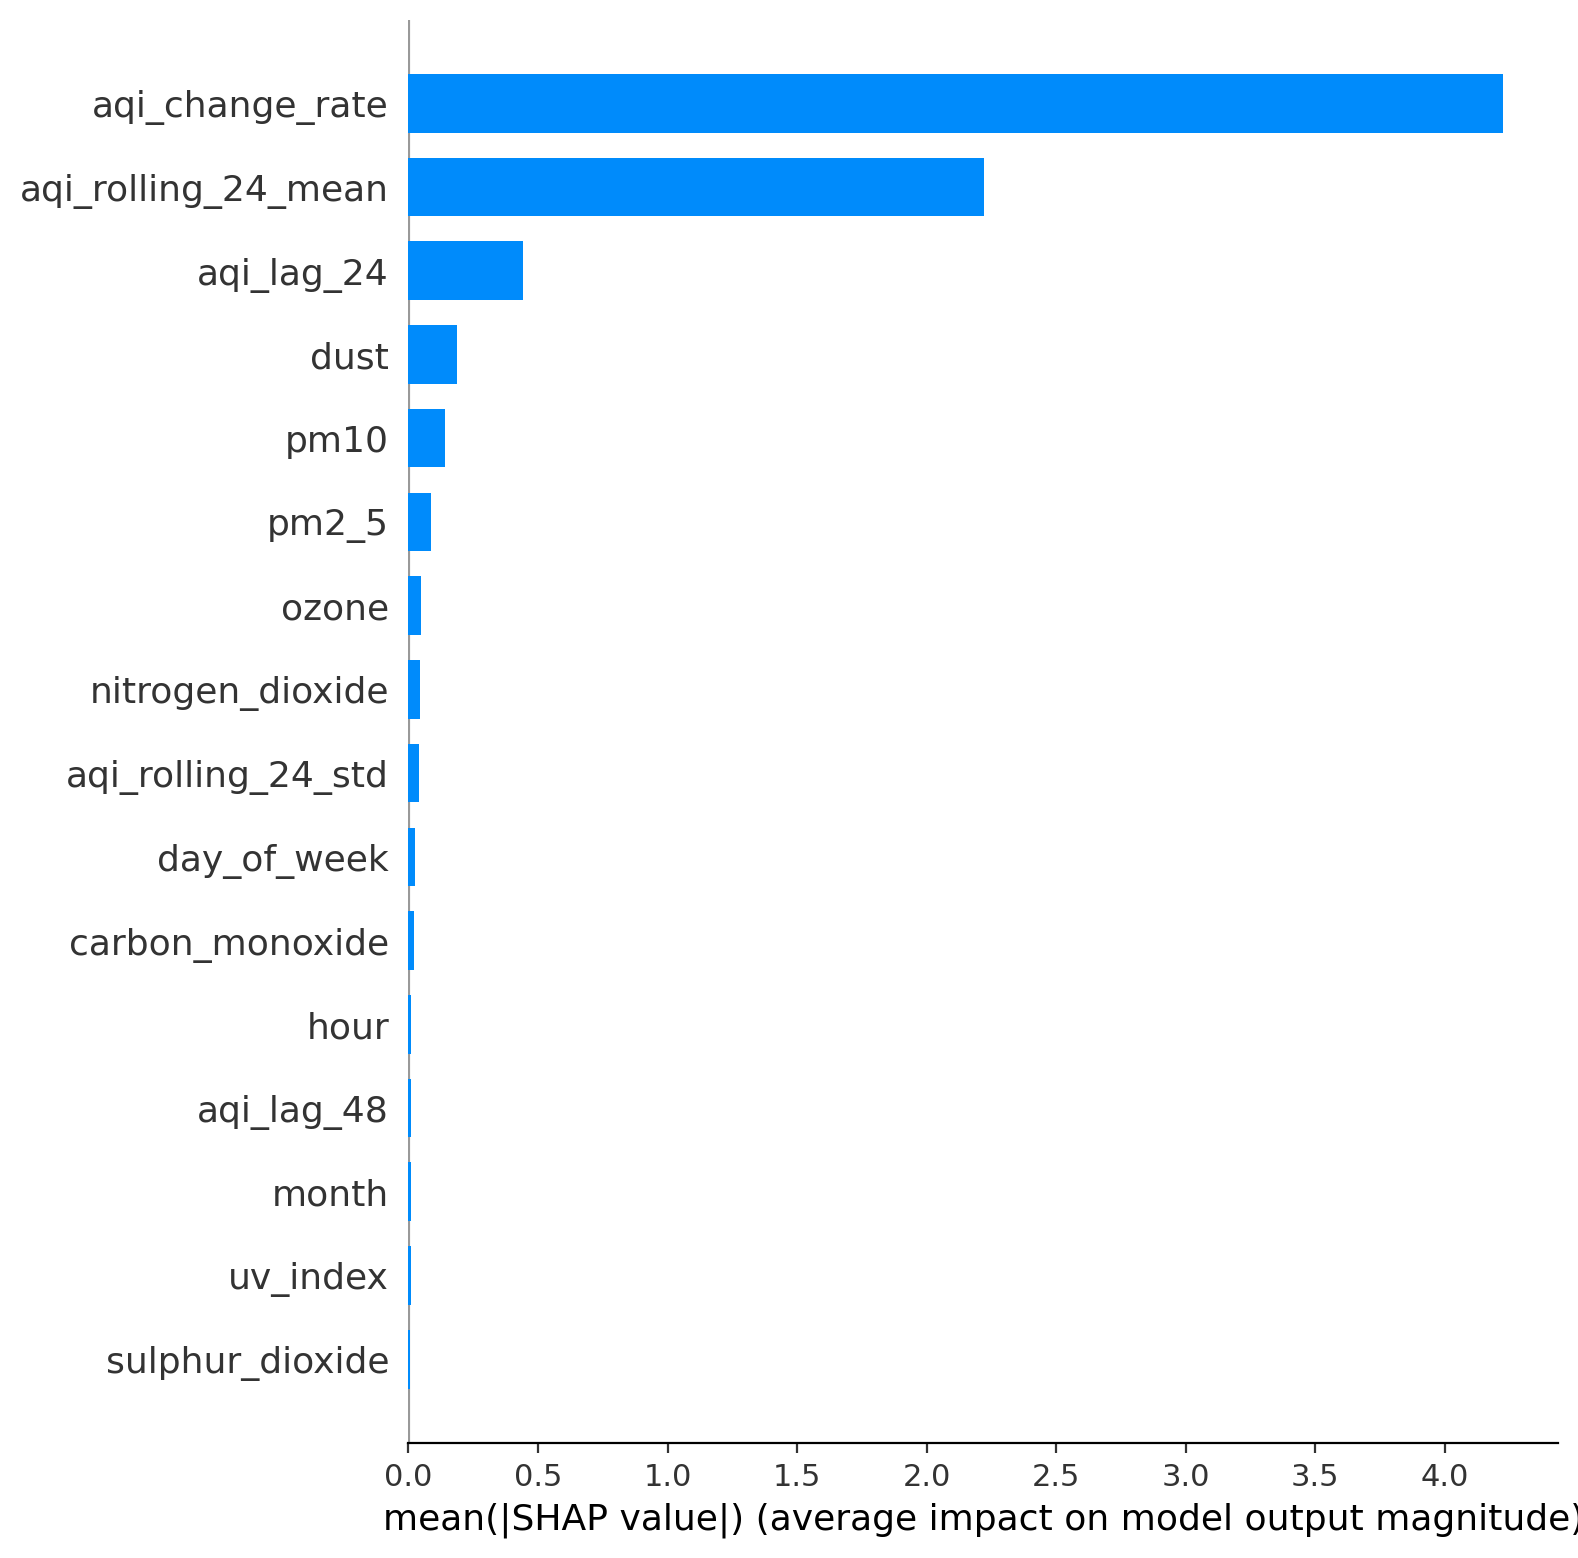 aqi_change_rate
aqi_rolling_24_mean
aqi_lag_24
dust
pm10
pm2_5
ozone
nitrogen_dioxide
aqi_rolling_24_std
day_of_week
carbon_monoxide
hour
aqi_lag_48
month
uv_index
sulphur_dioxide
0.0 0.5 1.0 1.5 2.0 2.5 3.0 3.5 4.0
mean(|SHAP value|) (average impact on model output magnitude)